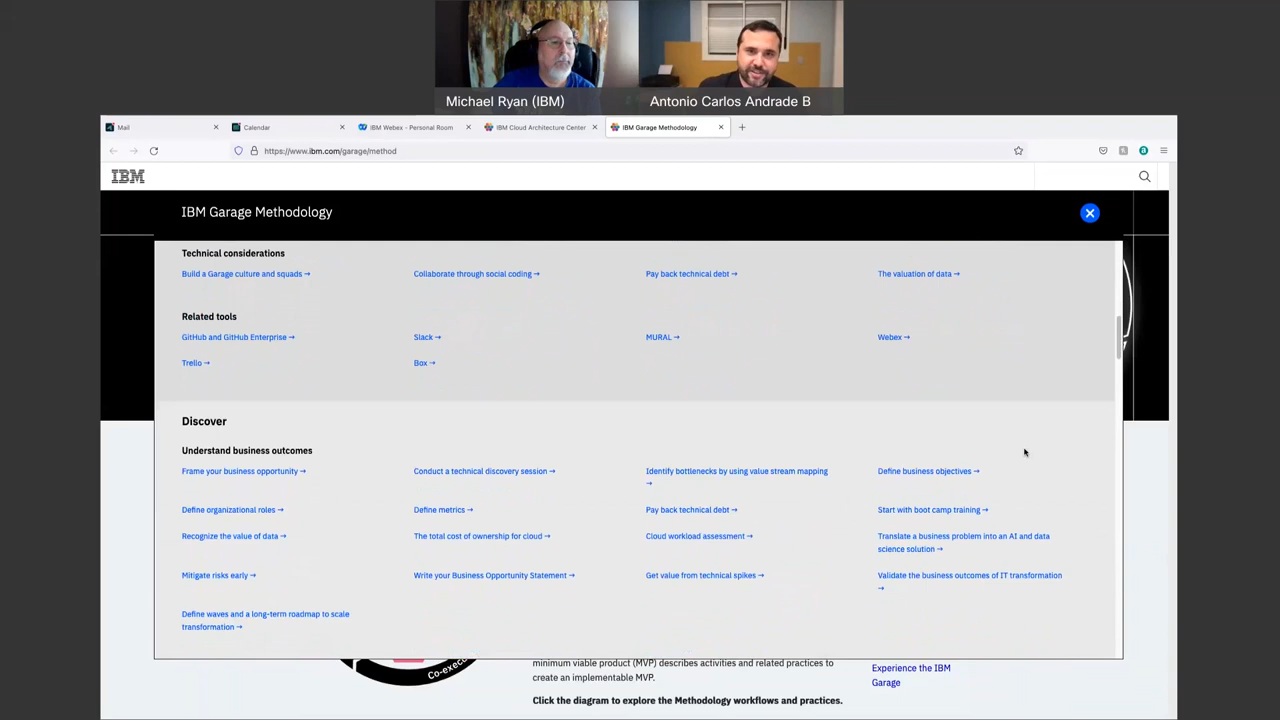 Michael Ryan (IBM)
Antonio Carlos Andrade B
Mail
Calendar
IBM Webex - Personal Room
IBM Cloud Architecture Center
IBM Garage Methodology
https://www.ibm.com/garage/method
IBM
IBM Garage Methodology
Technical considerations
Build a Garage culture and squads →
Collaborate through social coding →
Pay back technical debt →
The valuation of data →
Related tools
GitHub and GitHub Enterprise →
Slack →
MURAL →
Webex →
Trello →
Box →
Discover
Understand business outcomes
Frame your business opportunity →
Conduct a technical discovery session →
Identify bottlenecks by using value stream mapping
→
Define business objectives →
Define organizational roles →
Define metrics →
Pay back technical debt →
Start with boot camp training →
Recognize the value of data →
The total cost of ownership for cloud →
Cloud workload assessment →
Translate a business problem into an AI and data
science solution →
Mitigate risks early →
Write your Business Opportunity Statement →
Get value from technical spikes →
Validate the business outcomes of IT transformation
→
Define waves and a long-term roadmap to scale
transformation →
Co-exec
minimum viable product (MVP) describes activities and related practices to
create an implementable MVP.
Click the diagram to explore the Methodology workflows and practices.
Experience the IBM
Garage